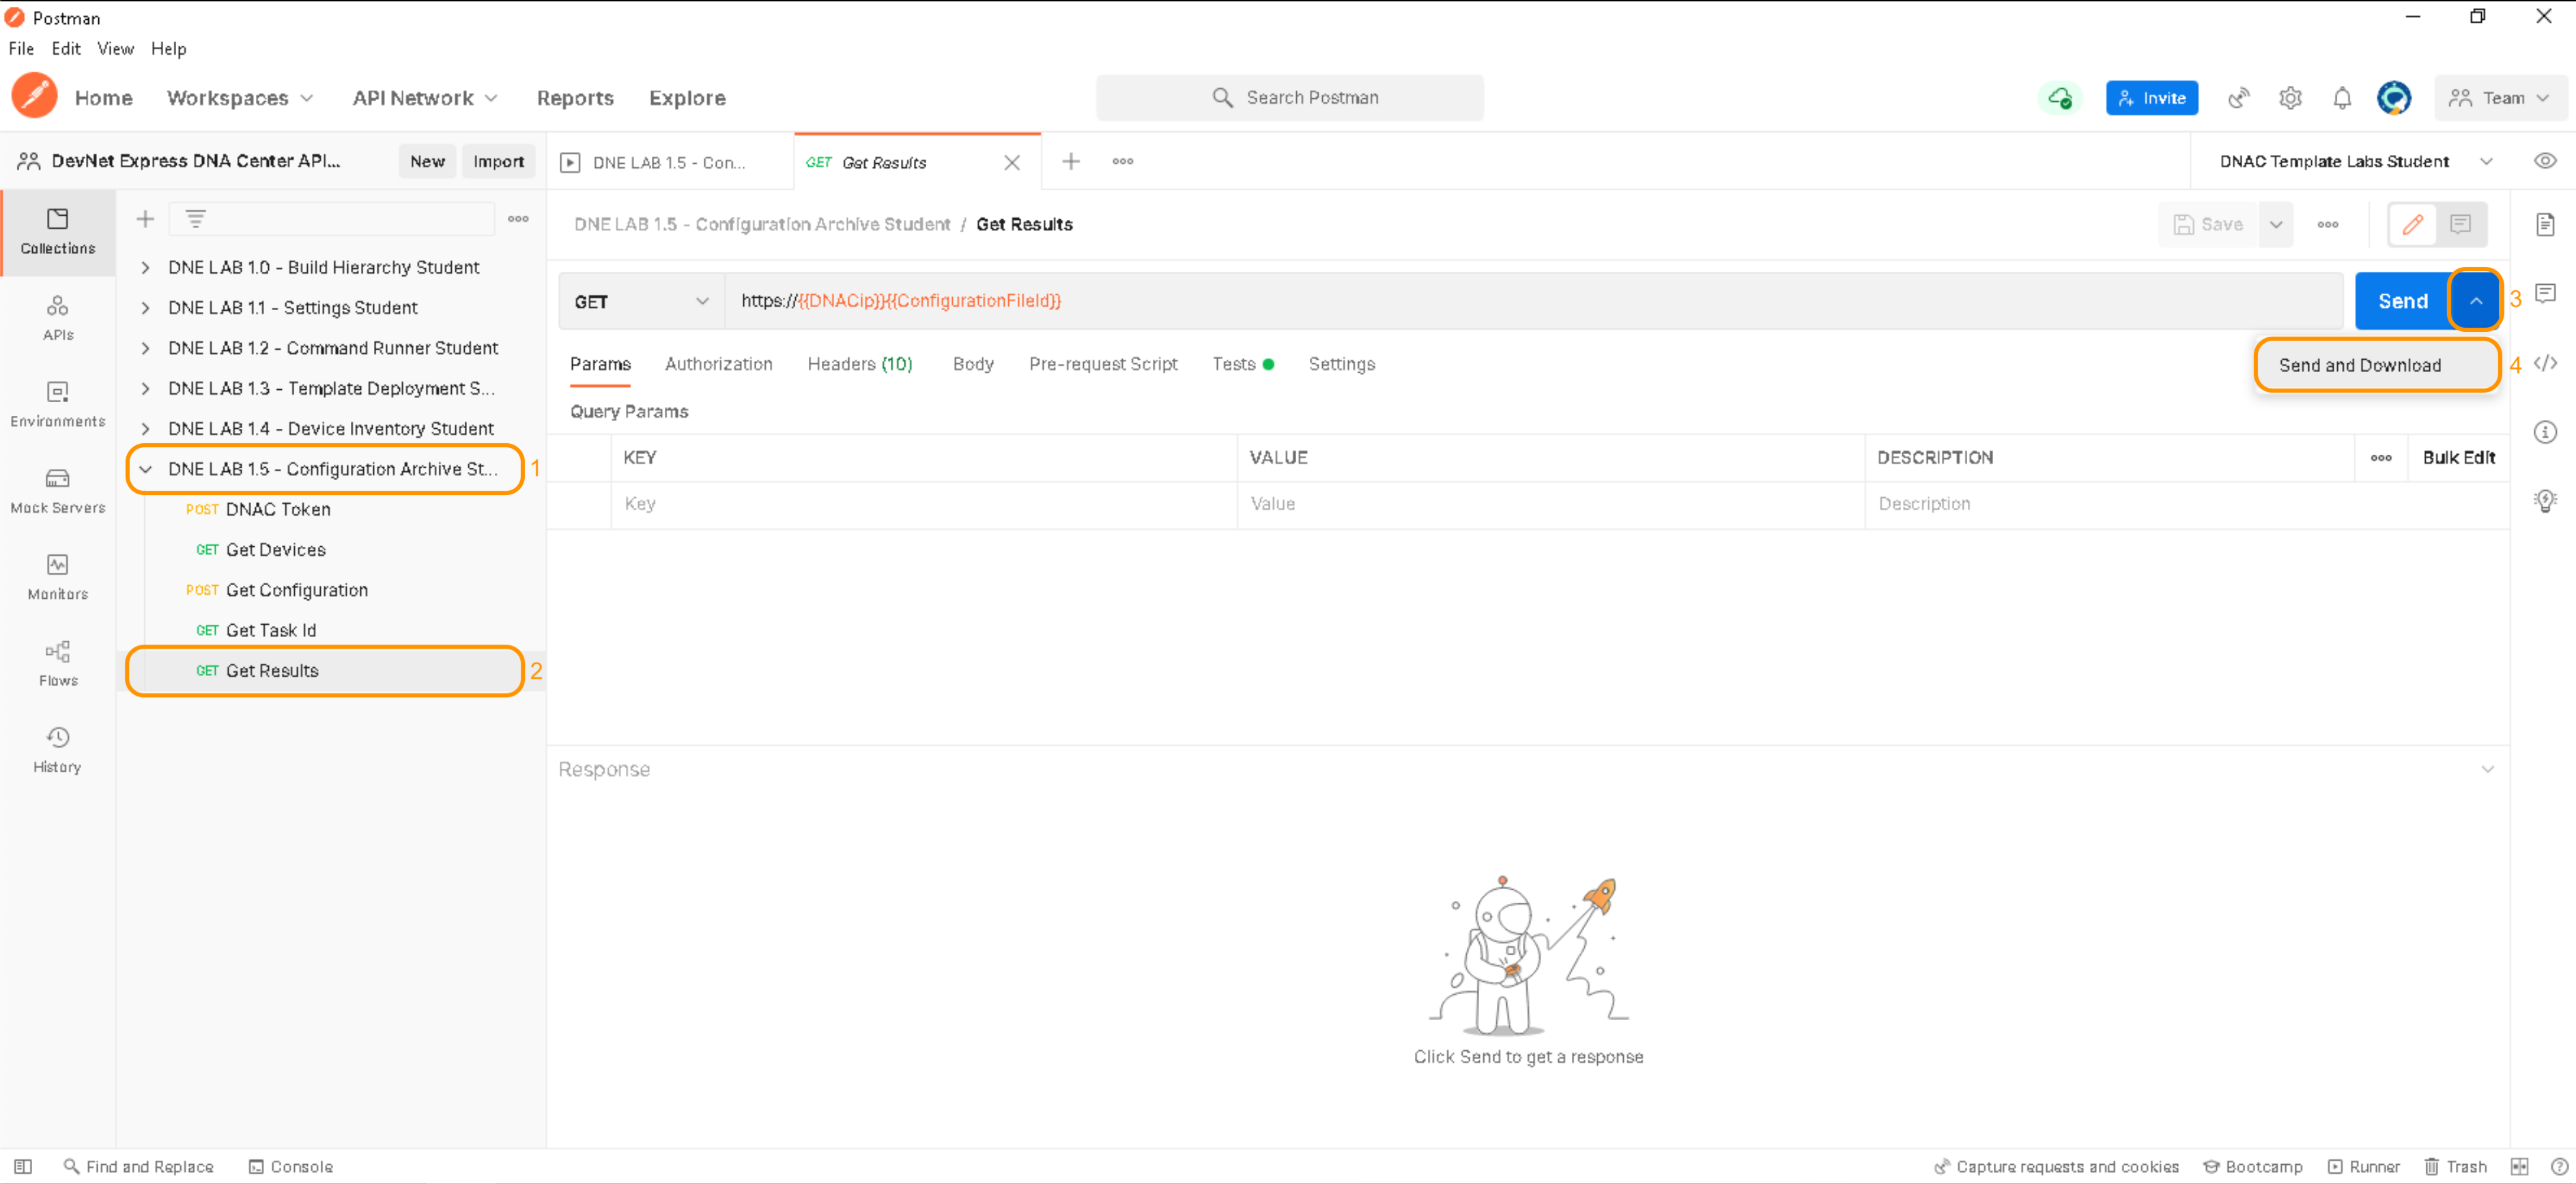 Postman
File Edit View Help
Home Workspaces API Network Reports Explore
Search Postman
Invite
Team
DevNet Express DNA Center API...
New Import
DNE LAB 1.5 - Con...
GET Get Results
DNAC Template Labs Student
Collections
APIs
Environments
Mock Servers
Monitors
Flows
History
DNE LAB 1.0 - Build Hierarchy Student
DNE LAB 1.1 - Settings Student
DNE LAB 1.2 - Command Runner Student
DNE LAB 1.3 - Template Deployment S...
DNE LAB 1.4 - Device Inventory Student
DNE LAB 1.5 - Configuration Archive St... 1
POST DNAC Token
GET Get Devices
POST Get Configuration
GET Get Task Id
GET Get Results 2
DNE LAB 1.5 - Configuration Archive Student / Get Results
Save
GET https://{{DNACip}}{{ConfigurationFileId}}
Send 3
Params Authorization Headers (10) Body Pre-request Script Tests Settings
Send and Download 4
Query Params
KEY VALUE DESCRIPTION Bulk Edit
Key Value Description
Response
Click Send to get a response
Find and Replace Console
Capture requests and cookies Bootcamp Runner Trash